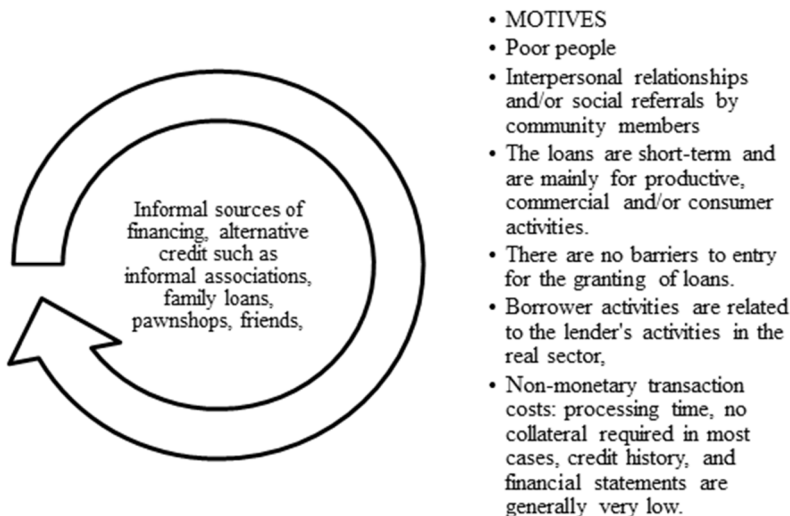 Informal sources of
financing, alternative
credit such as
informal associations,
family loans,
pawnshops, friends,
• MOTIVES
• Poor people
• Interpersonal relationships
and/or social referrals by
community members
• The loans are short-term and
are mainly for productive,
commercial and/or consumer
activities.
• There are no barriers to entry
for the granting of loans.
• Borrower activities are related
to the lender's activities in the
real sector,
• Non-monetary transaction
costs: processing time, no
collateral required in most
cases, credit history, and
financial statements are
generally very low.